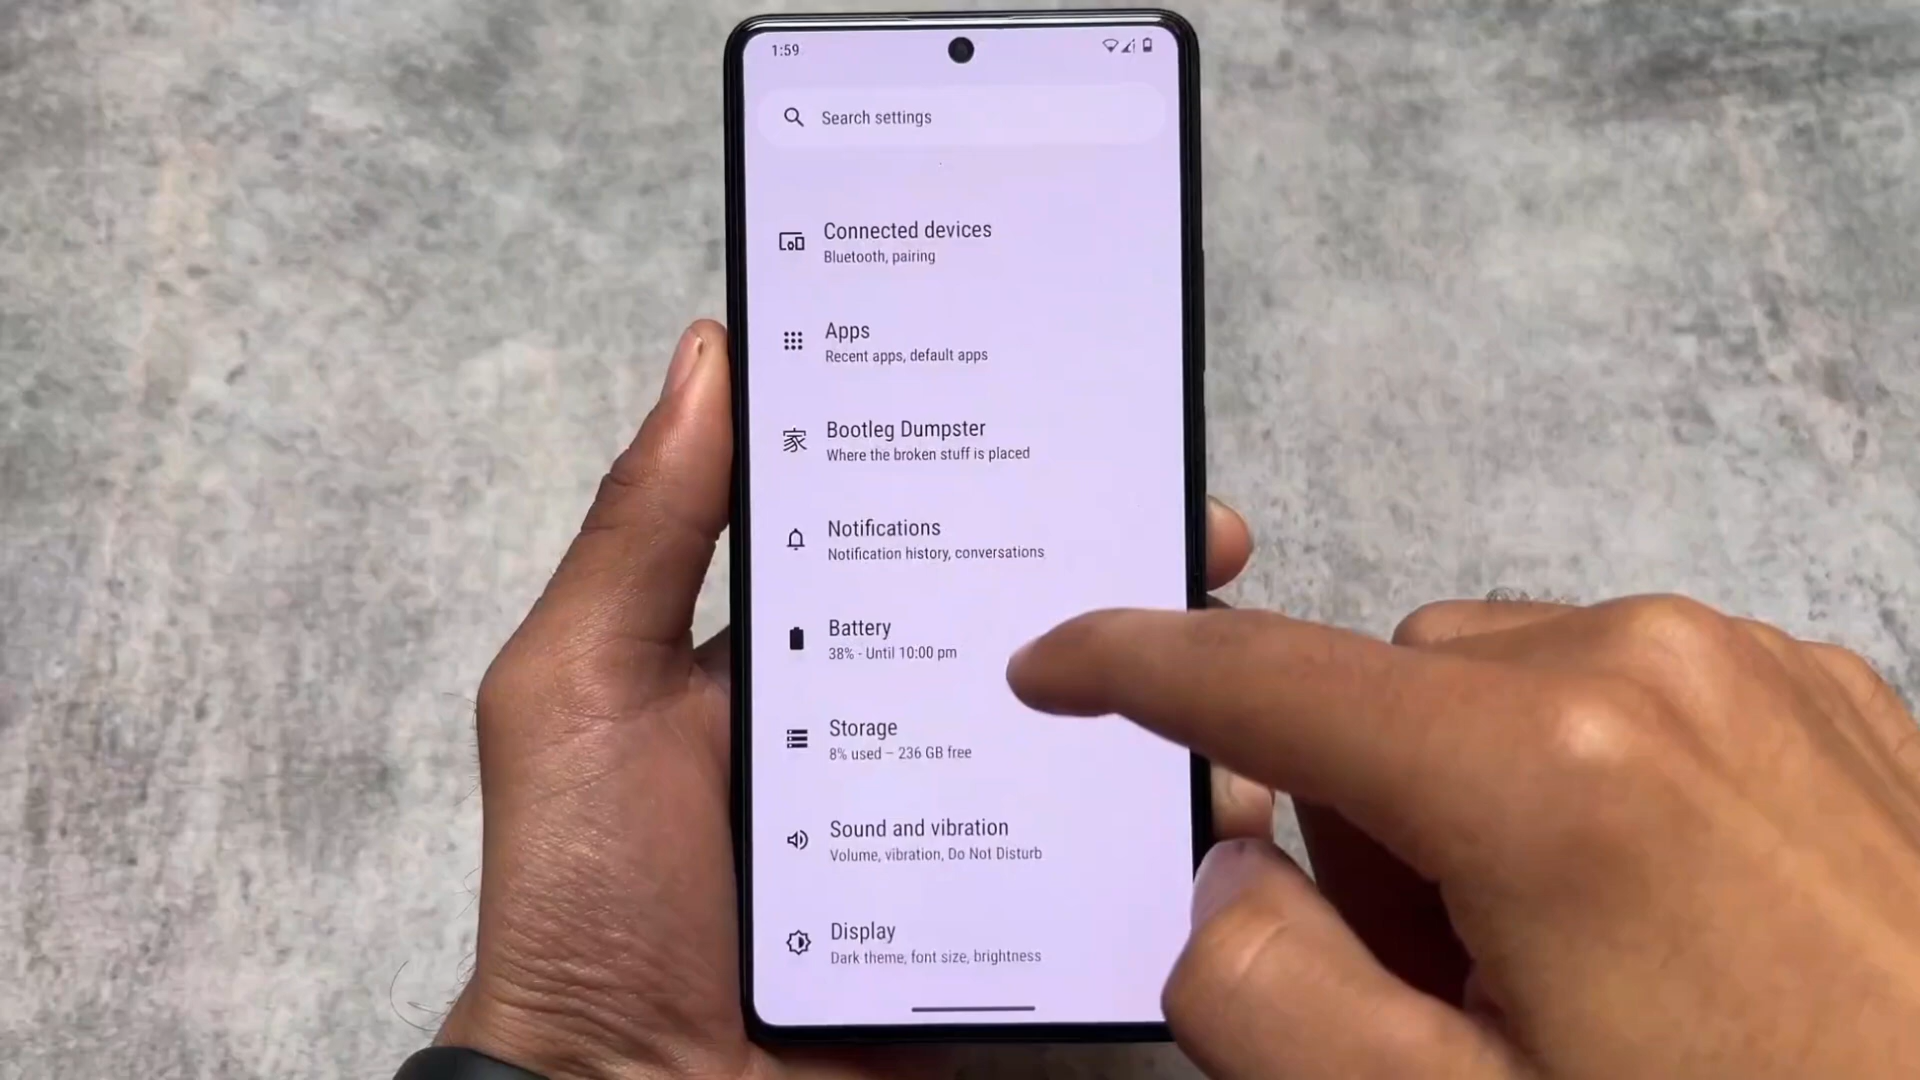 1:59
Search settings
Connected devices
Bluetooth, pairing
Apps
Recent apps, default apps
家
Bootleg Dumpster
Where the broken stuff is placed
Notifications
Notification history, conversations
Battery
38% - Until 10:00 pm
Storage
8% used – 236 GB free
Sound and vibration
Volume, vibration, Do Not Disturb
Display
Dark theme, font size, brightness